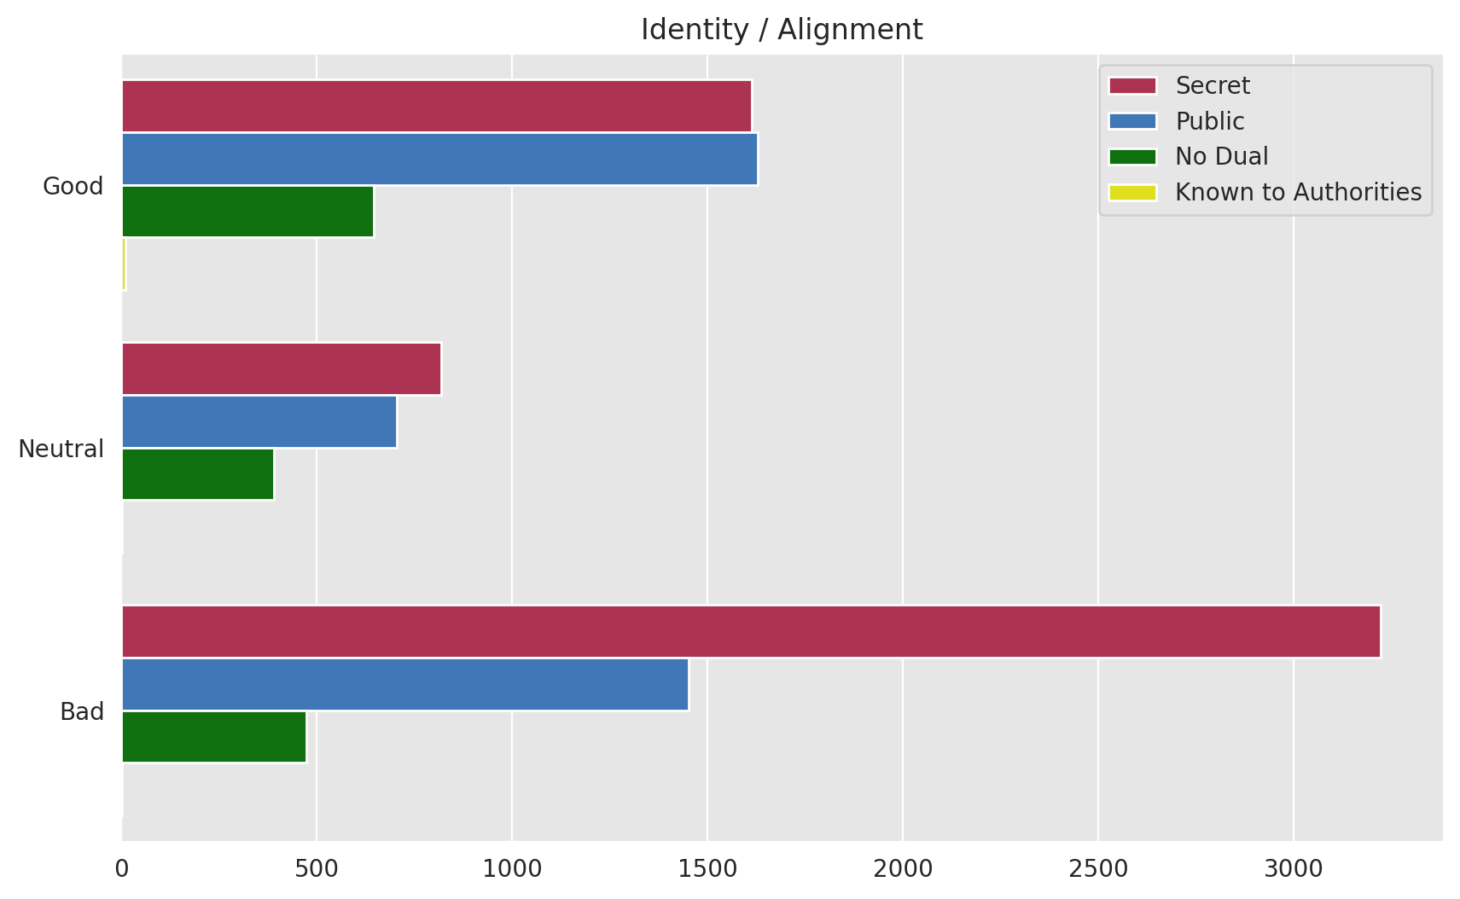 Identity / Alignment
Secret
Public
No Dual
Known to Authorities
Good
Neutral
Bad
0 500 1000 1500 2000 2500 3000